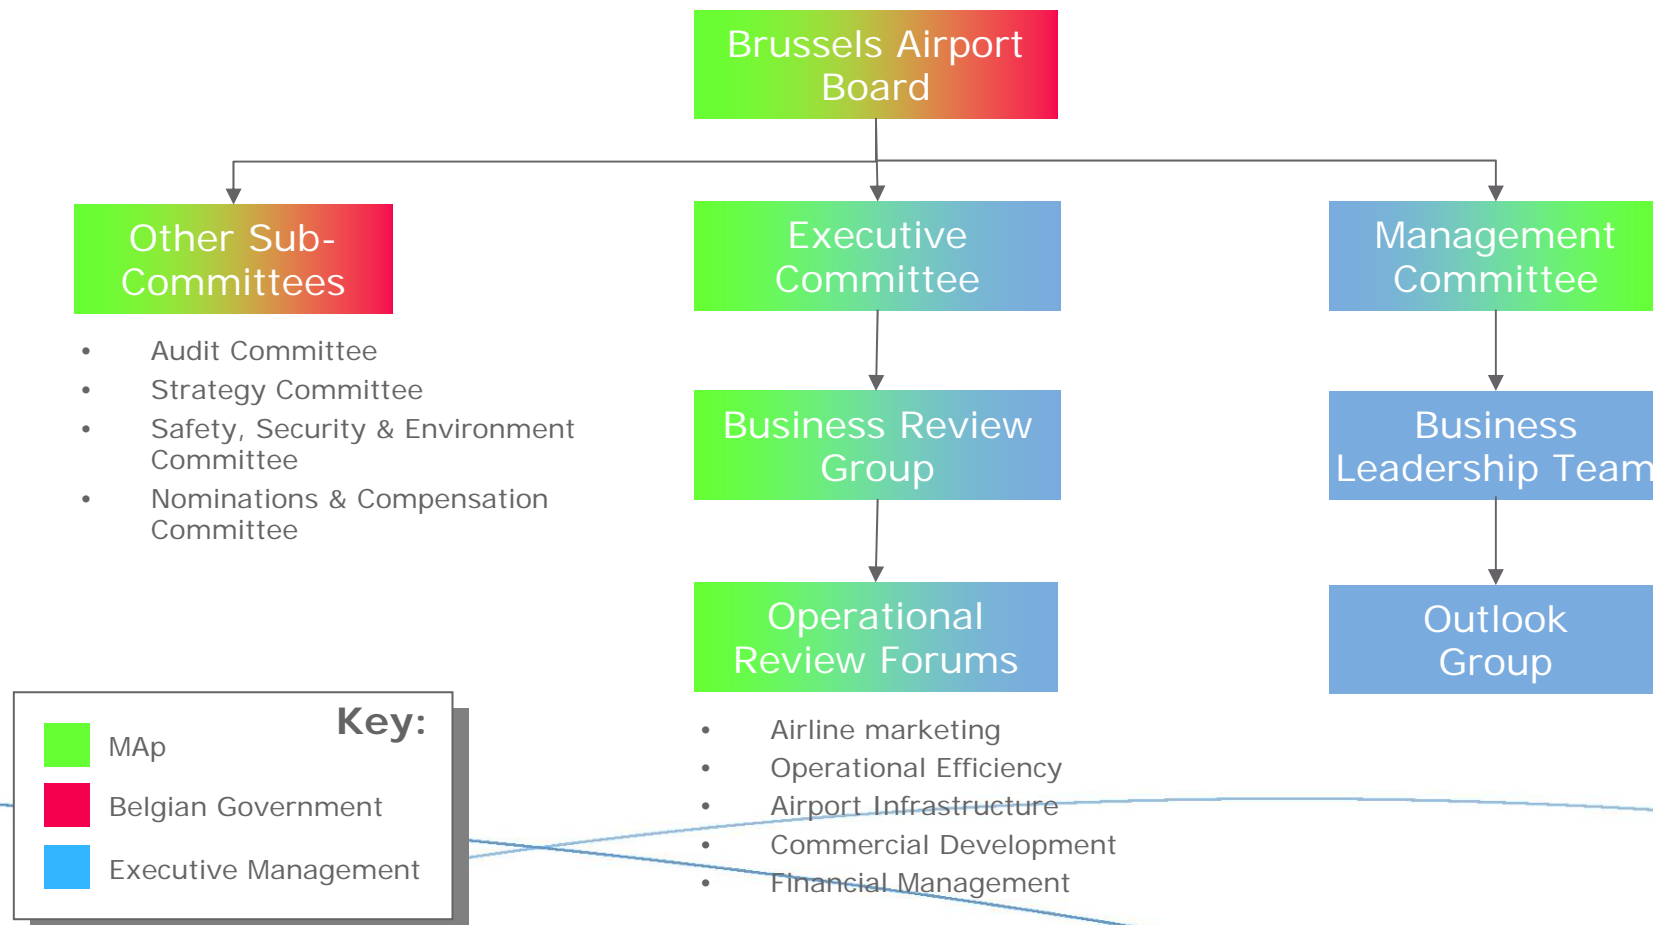 Brussels Airport
Board
Other Sub-
Committees
• Audit Committee
• Strategy Committee
• Safety, Security & Environment
Committee
• Nominations & Compensation
Committee
Executive
Committee
Business Review
Group
Operational
Review Forums
• Airline marketing
• Operational Efficiency
• Airport Infrastructure
• Commercial Development
• Financial Management
Management
Committee
Business
Leadership Team
Outlook
Group
Key:
MAp
Belgian Government
Executive Management